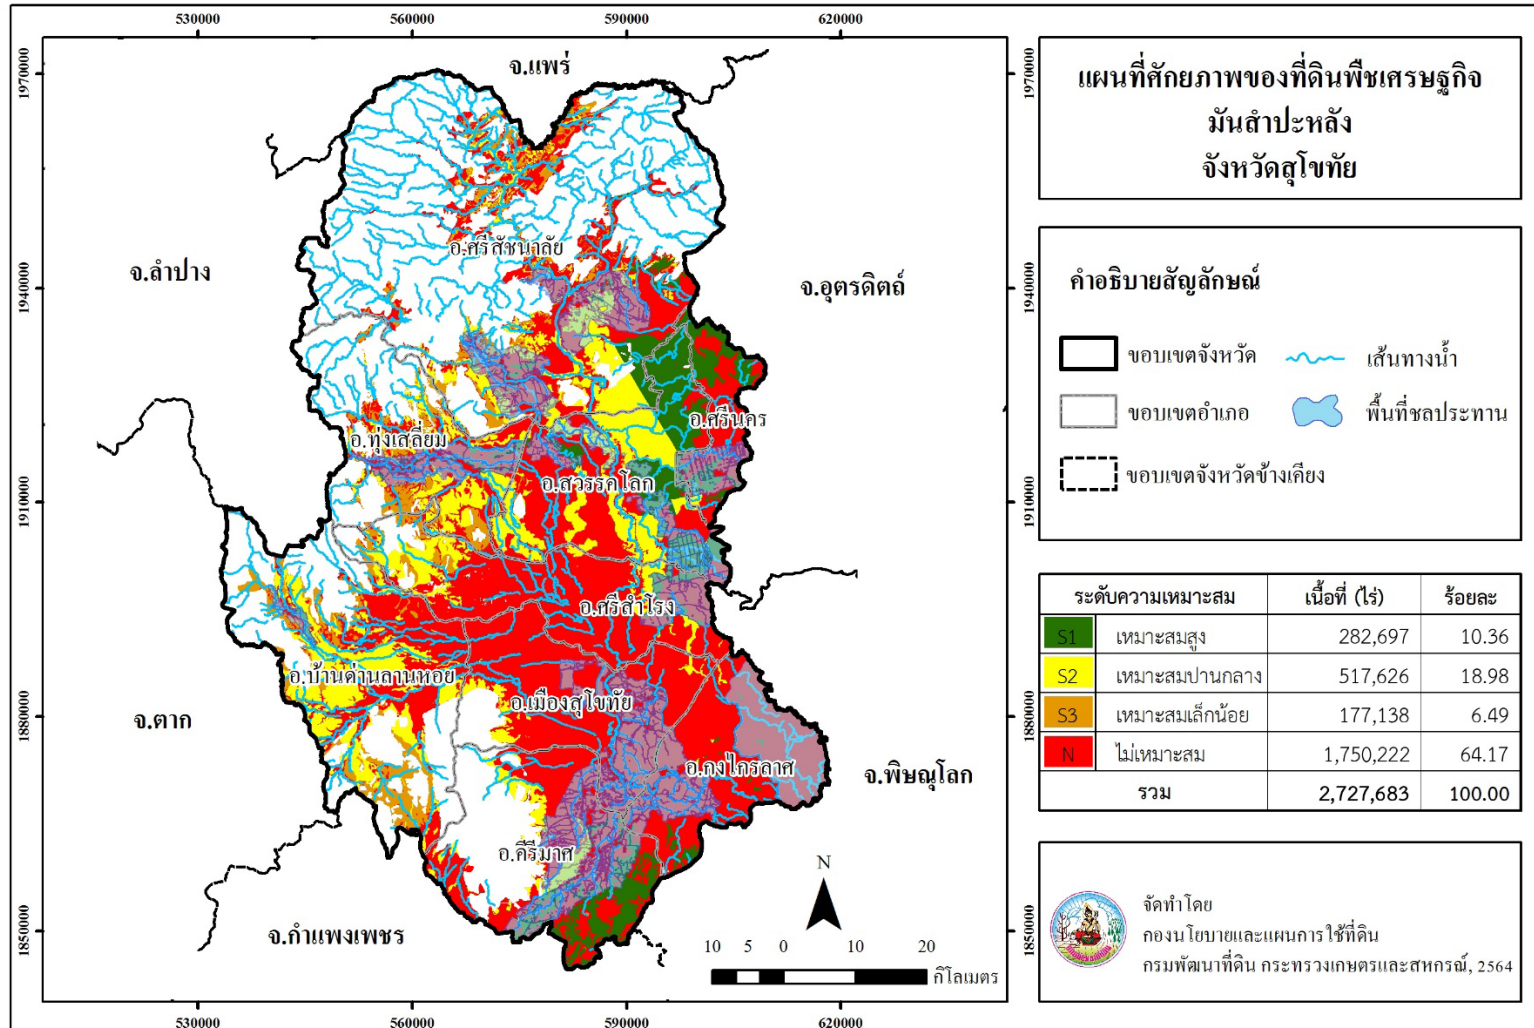 530000 560000 590000 620000
1970000
1940000
1910000
1880000
1850000
จ.แพร่
จ.ลำปาง
จ.อุตรดิตถ์
อ.ศรีสัชนาลัย
อ.ทุ่งเสลี่ยม
อ.ศรีนคร
อ.สวรรคโลก
อ.ศรีสำโรง
อ.บ้านด่านลานหอย
อ.เมืองสุโขทัย
จ.ตาก
อ.กงไกรลาศ
จ.พิษณุโลก
อ.คีรีมาศ
จ.กำแพงเพชร
N
10 5 0 10 20
กิโลเมตร
530000 560000 590000 620000
1970000
1940000
1910000
1880000
1850000
แผนที่ศักยภาพของที่ดินพืชเศรษฐกิจ
มันสำปะหลัง
จังหวัดสุโขทัย
คำอธิบายสัญลักษณ์
ขอบเขตจังหวัด เส้นทางน้ำ
ขอบเขตอำเภอ พื้นที่ชลประทาน
ขอบเขตจังหวัดข้างเคียง
ระดับความเหมาะสม เนื้อที่ (ไร่) ร้อยละ
S1 เหมาะสมสูง 282,697 10.36
S2 เหมาะสมปานกลาง 517,626 18.98
S3 เหมาะสมเล็กน้อย 177,138 6.49
N ไม่เหมาะสม 1,750,222 64.17
รวม 2,727,683 100.00
จัดทำโดย
กองนโยบายและแผนการใช้ที่ดิน
กรมพัฒนาที่ดิน กระทรวงเกษตรและสหกรณ์, 2564